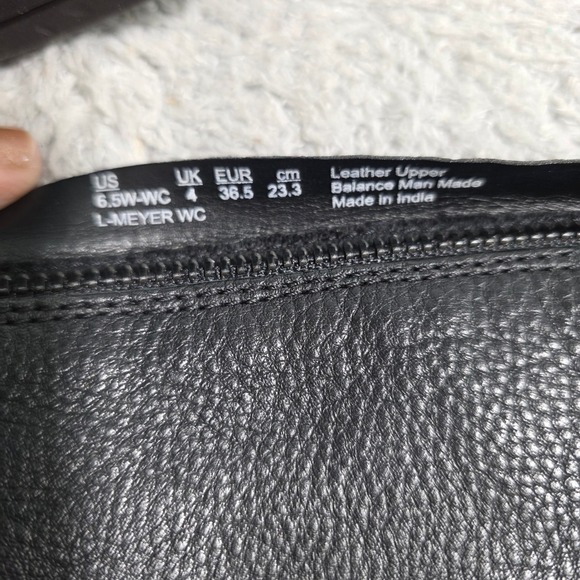 US UK EUR cm
6.5W-WC 4 36.5 23.3
L-MEYER WC
Leather Upper
Balance Man Made
Made in India